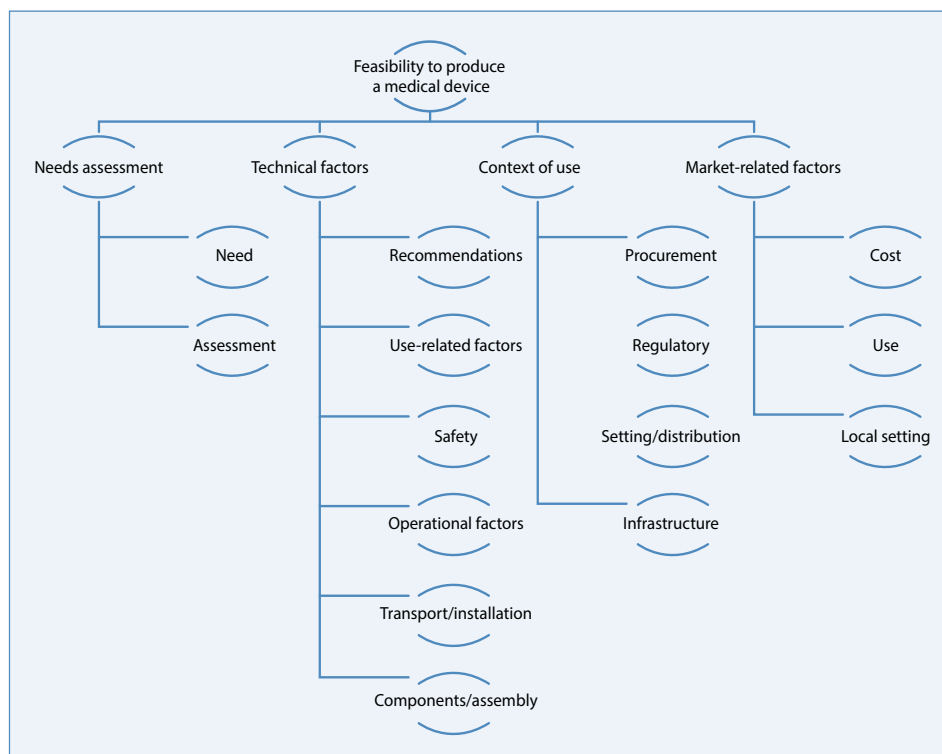 Feasibility to produce
a medical device
Needs assessment
Technical factors
Context of use
Market-related factors
Need
Recommendations
Procurement
Cost
Assessment
Use-related factors
Regulatory
Use
Safety
Setting/distribution
Local setting
Operational factors
Infrastructure
Transport/installation
Components/assembly